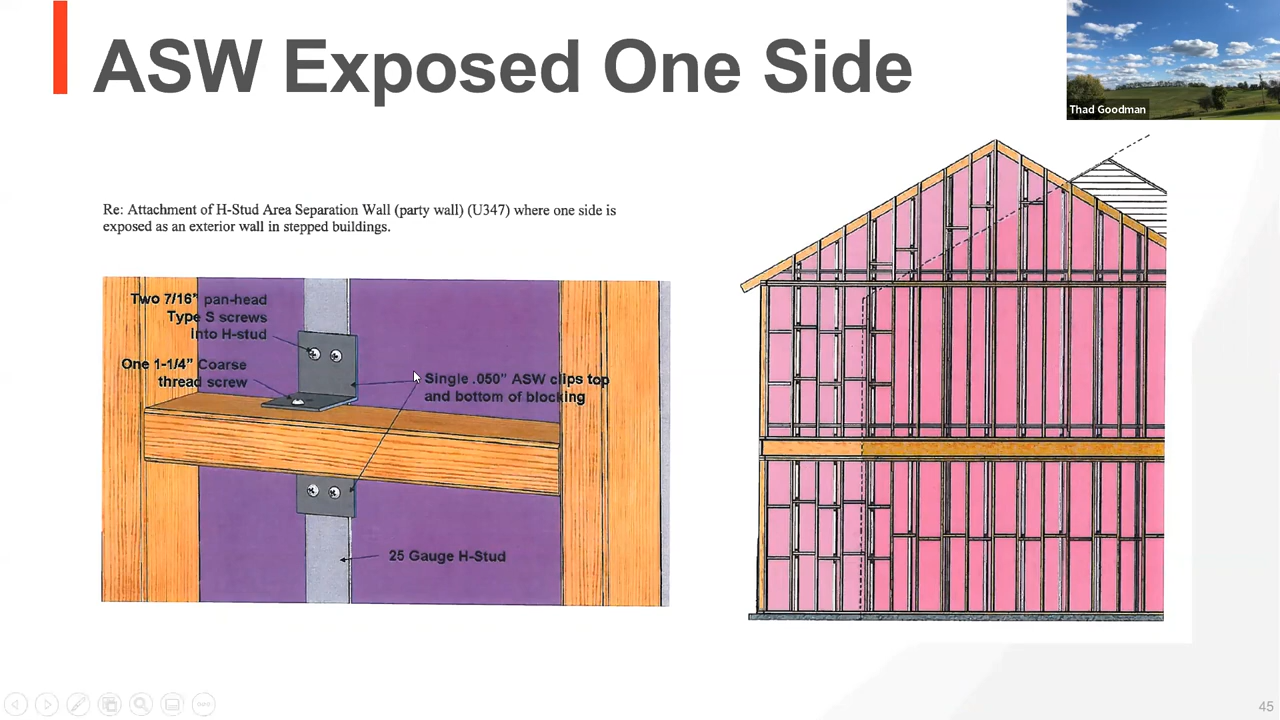 ASW Exposed One Side
Thad Goodman
Re: Attachment of H-Stud Area Separation Wall (party wall) (U347) where one side is
exposed as an exterior wall in stepped buildings.
Two 7/16" pan-head
Type S screws
Into H-stud
One 1-1/4" Coarse
thread screw
Single .050" ASW clips top
and bottom of blocking
25 Gauge H-Stud
45